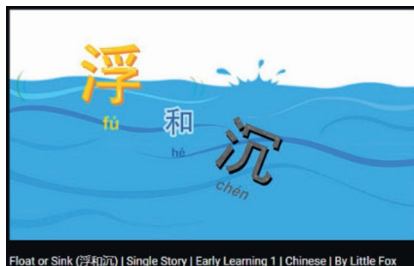 浮
fú
和
hé
沉
chén
Float or Sink (浮和沉) | Single Story | Early Learning 1 | Chinese | By Little Fox